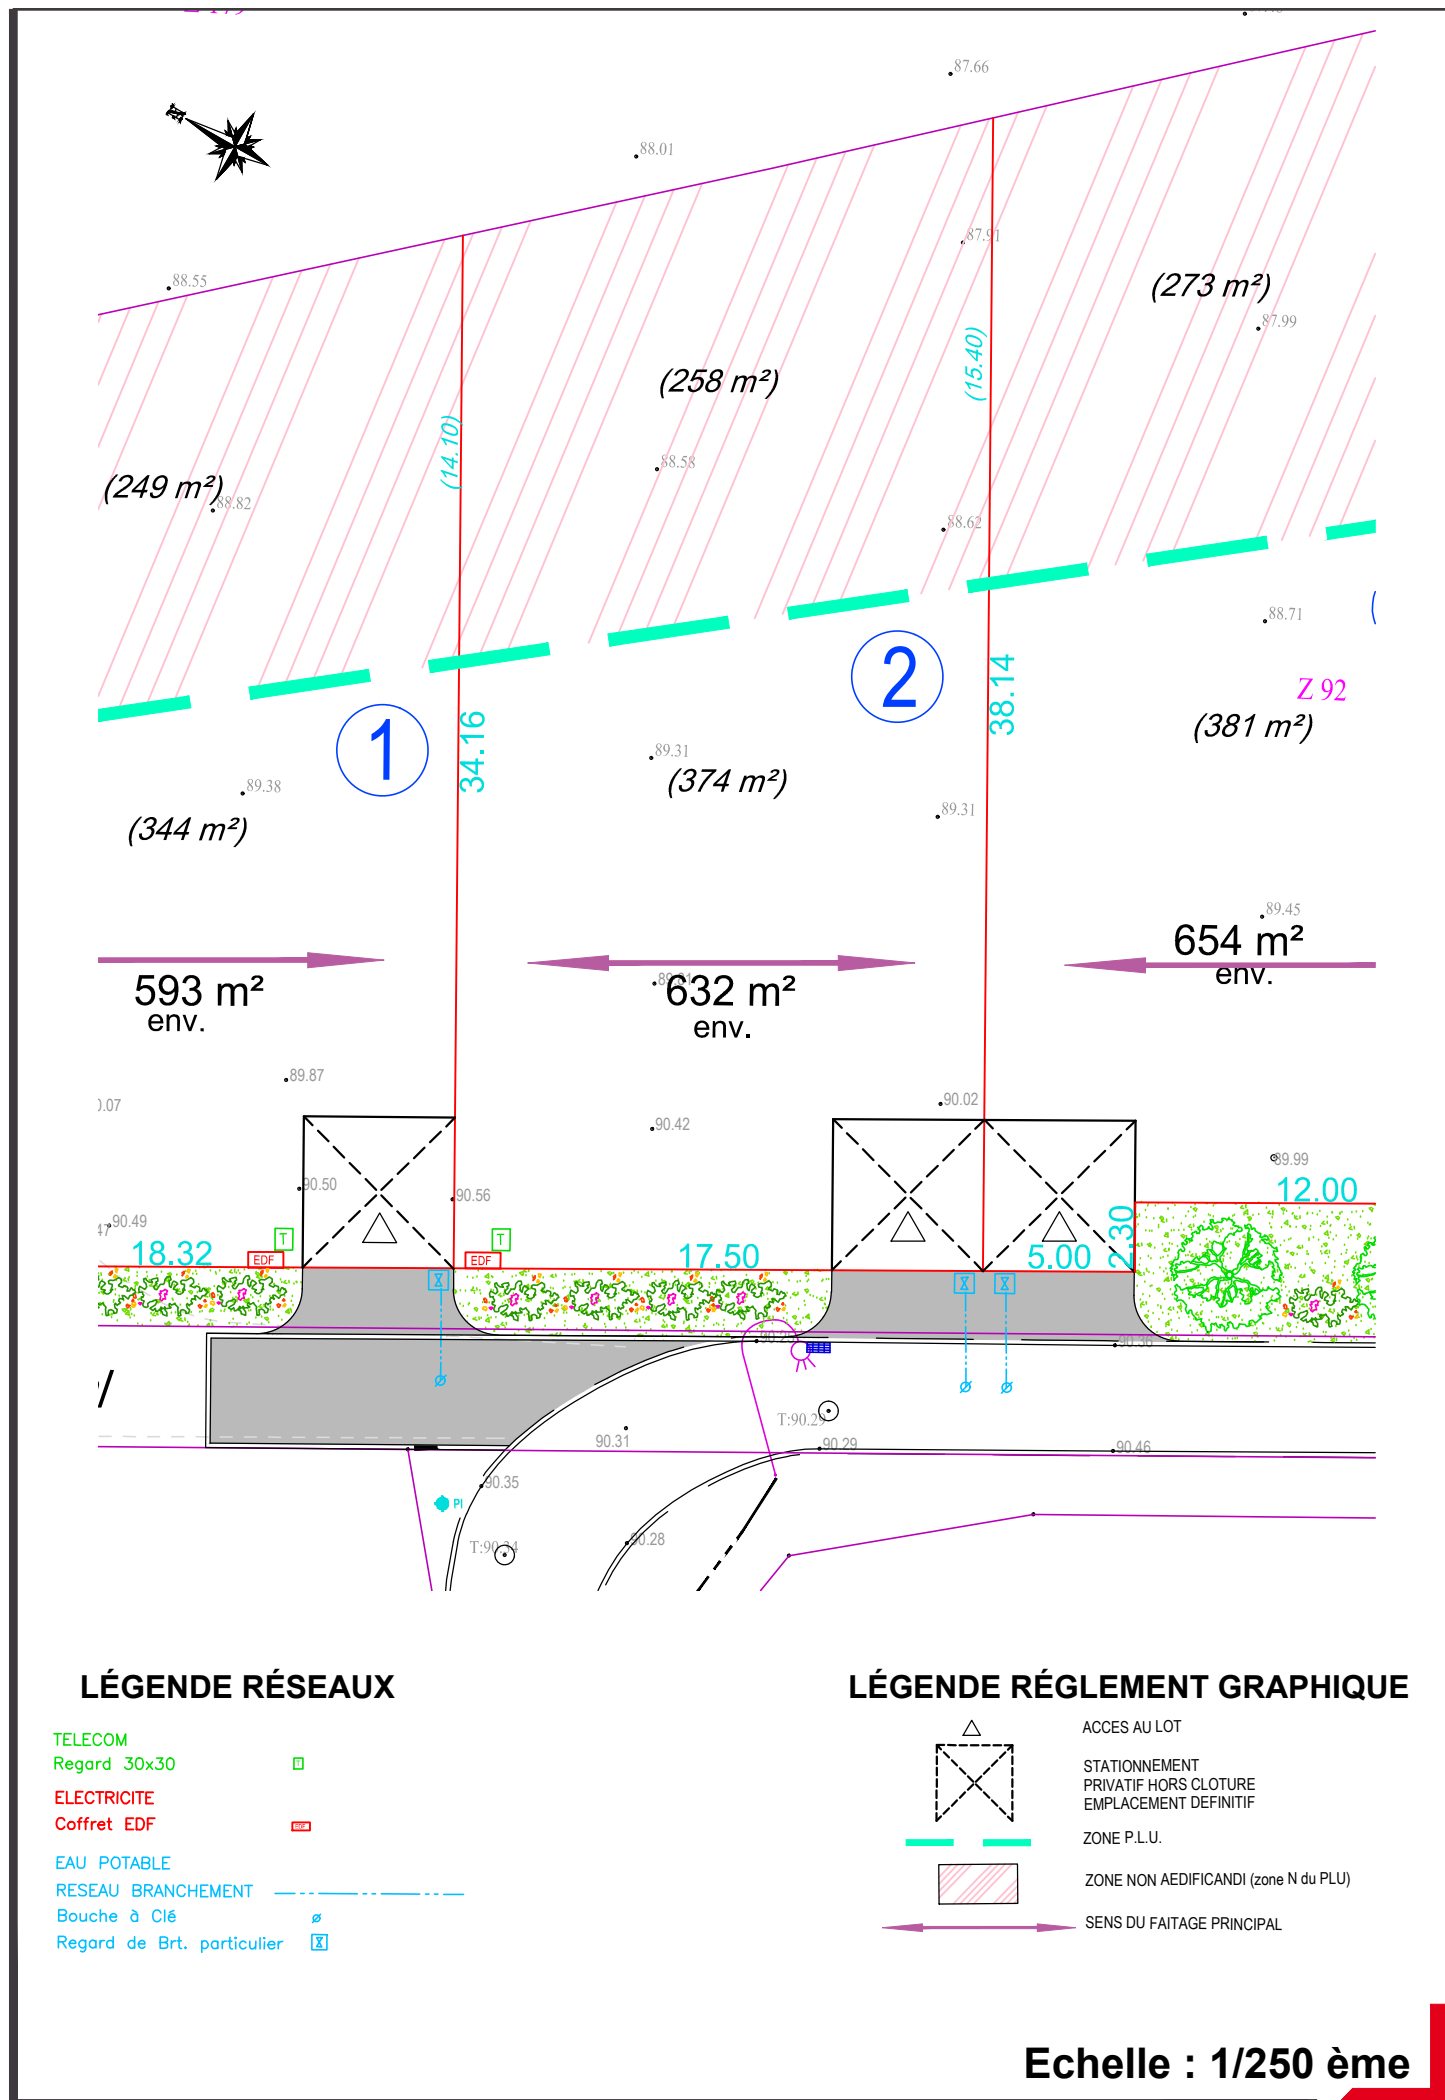 N
87.66
88.01
87.91
88.55
(273 m²)
87.99
(15.40)
(258 m²)
(14.10)
88.58
(249 m²)
88.82
88.62
88.71
2
Z 92
38.14
(381 m²)
1
34.16
89.31
(374 m²)
89.38
89.31
(344 m²)
89.45
654 m²
env.
593 m²
env.
632 m²
env.
89.87
90.02
90.42
89.99
90.50
90.56
12.00
90.49
T
T
2.30
18.32
EDF
EDF
17.50
5.00
90.36
T:90.29
90.31
90.29
90.46
90.35
PI
90.28
LÉGENDE RÉSEAUX
TELECOM
Regard 30x30
T
ELECTRICITE
Coffret EDF
EDF
EAU POTABLE
RESEAU BRANCHEMENT
Bouche à Clé
Regard de Brt. particulier
LÉGENDE RÉGLEMENT GRAPHIQUE
ACCES AU LOT
STATIONNEMENT
PRIVATIF HORS CLOTURE
EMPLACEMENT DEFINITIF
ZONE P.L.U.
ZONE NON AEDIFICANDI (zone N du PLU)
SENS DU FAITAGE PRINCIPAL
Echelle : 1/250 ème